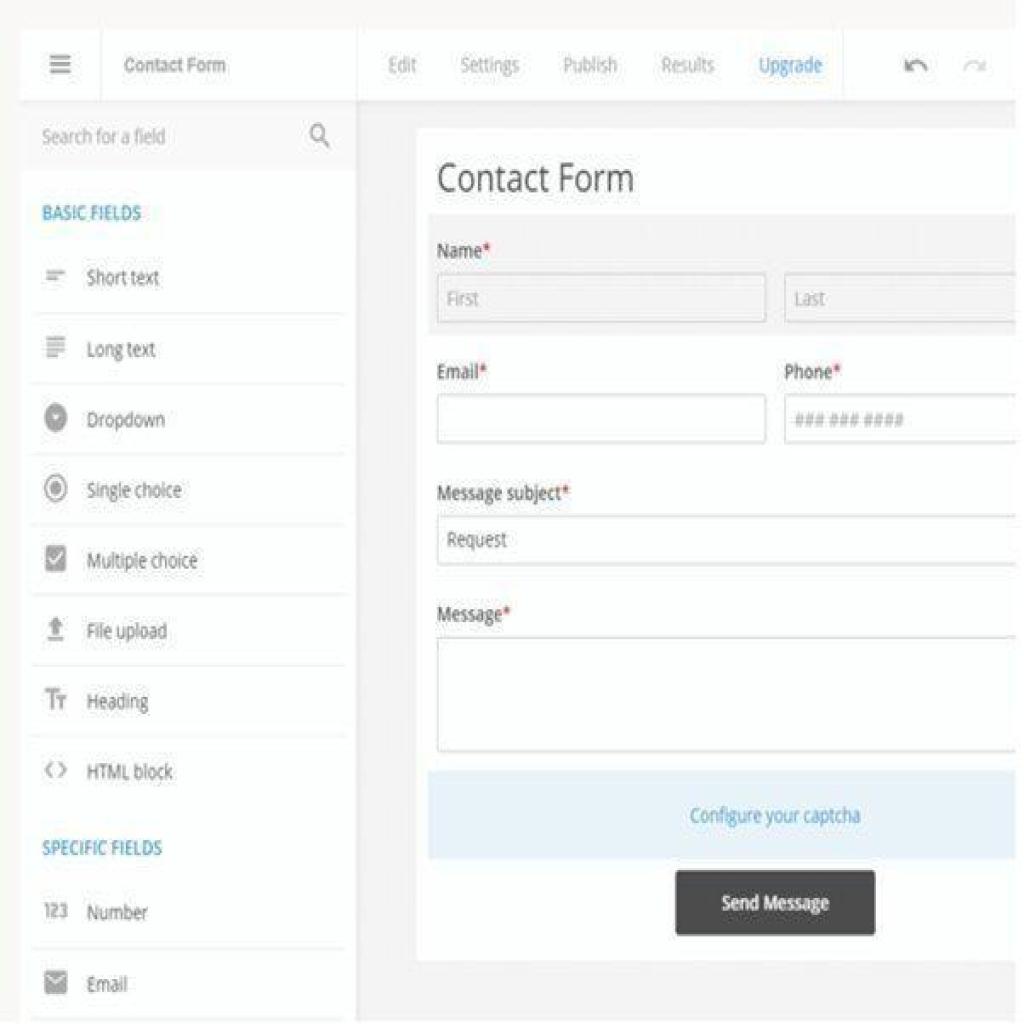 Contact Form
Edit Settings Publish Results Upgrade
Search for a field
BASIC FIELDS
Short text
Long text
Dropdown
Single choice
Multiple choice
File upload
Tт Heading
HTML block
SPECIFIC FIELDS
123 Number
Email
Contact Form
Name*
First Last
Email* Phone*
### ### ####
Message subject*
Request
Message*
Configure your captcha
Send Message